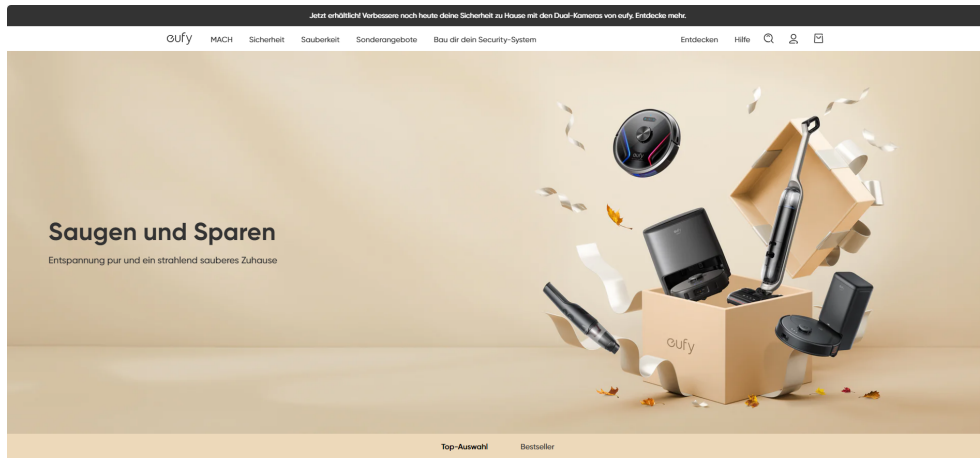 Jetzt erhältlich! Verbessere noch heute deine Sicherheit zu Hause mit den Dual-Kameras von eufy. Entdecke mehr.
eufy MACH Sicherheit Sauberkeit Sonderangebote Bau dir dein Security-System Entdecken Hilfe
eufy
Saugen und Sparen
Entspannung pur und ein strahlend sauberes Zuhause
eufy
Top-Auswahl Bestseller